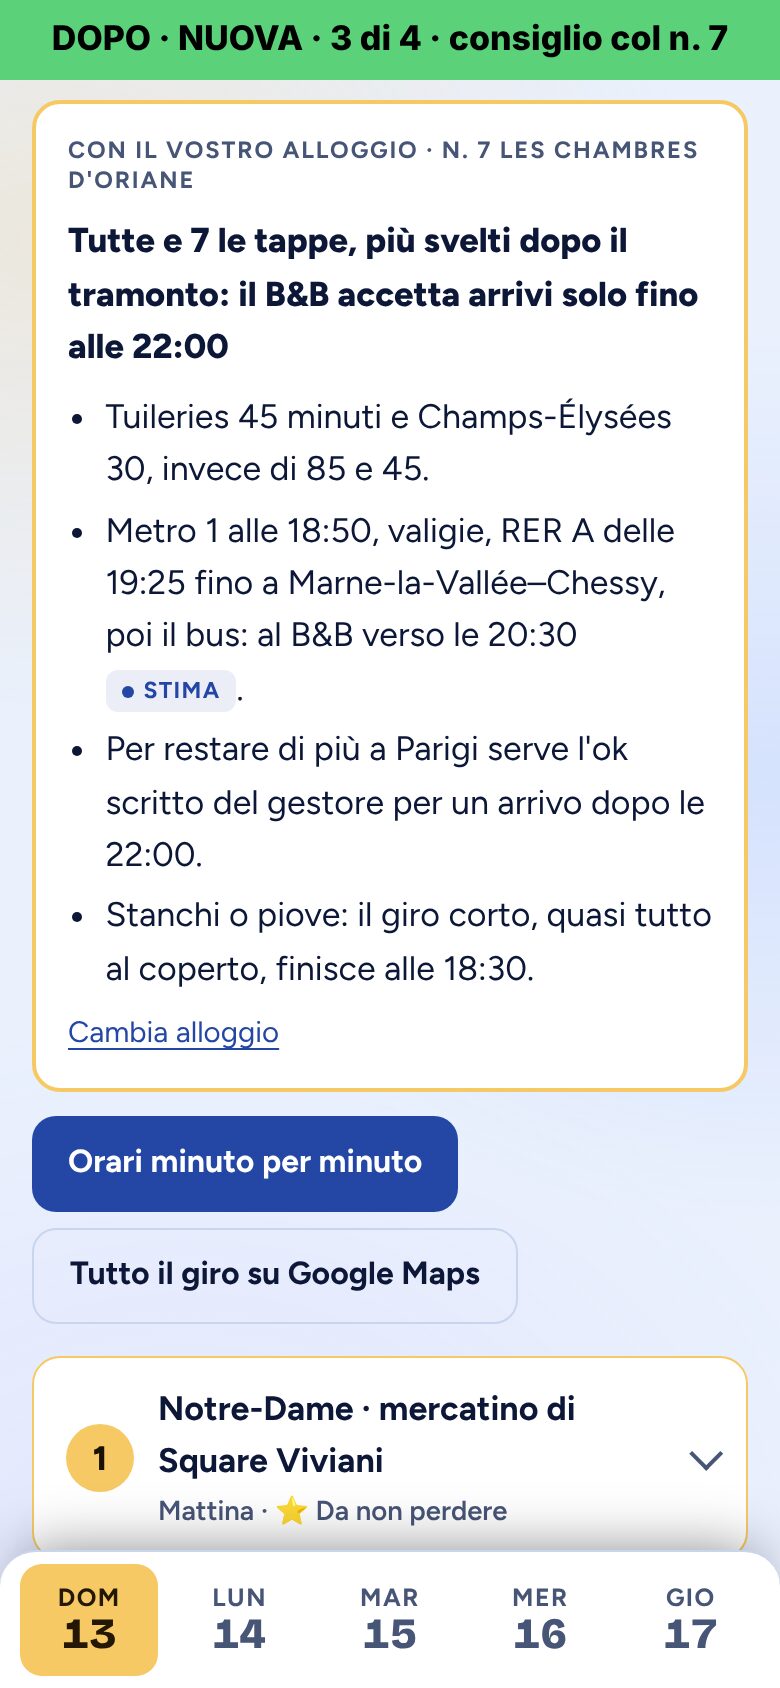 DOPO · NUOVA · 3 di 4 · consiglio col n. 7
CON IL VOSTRO ALLOGGIO · N. 7 LES CHAMBRES
D'ORIANE
Tutte e 7 le tappe, più svelti dopo il
tramonto: il B&B accetta arrivi solo fino
alle 22:00
• Tuileries 45 minuti e Champs-Élysées
30, invece di 85 e 45.
• Metro 1 alle 18:50, valigie, RER A delle
19:25 fino a Marne-la-Vallée–Chessy,
poi il bus: al B&B verso le 20:30
• STIMA.
• Per restare di più a Parigi serve l'ok
scritto del gestore per un arrivo dopo le
22:00.
• Stanchi o piove: il giro corto, quasi tutto
al coperto, finisce alle 18:30.
Cambia alloggio
Orari minuto per minuto
Tutto il giro su Google Maps
1
Notre-Dame · mercatino di
Square Viviani
Mattina · ⭐ Da non perdere
DOM LUN MAR MER GIO
13 14 15 16 17